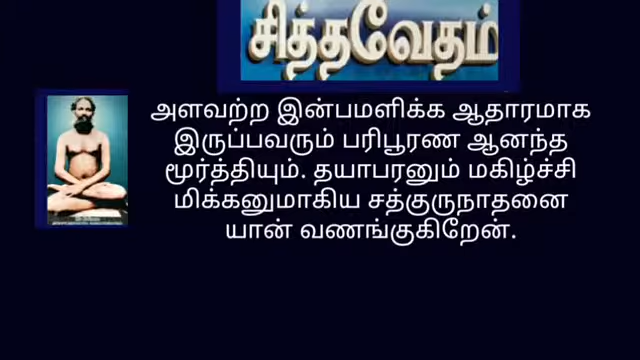 சித்தவேதம்
அளவற்ற இன்பமளிக்க ஆதாரமாக
இருப்பவரும் பரிபூரண ஆனந்த
மூர்த்தியும். தயாபரனும் மகிழ்ச்சி
மிக்கனுமாகிய சத்குருநாதனை
யான் வணங்குகிறேன்.